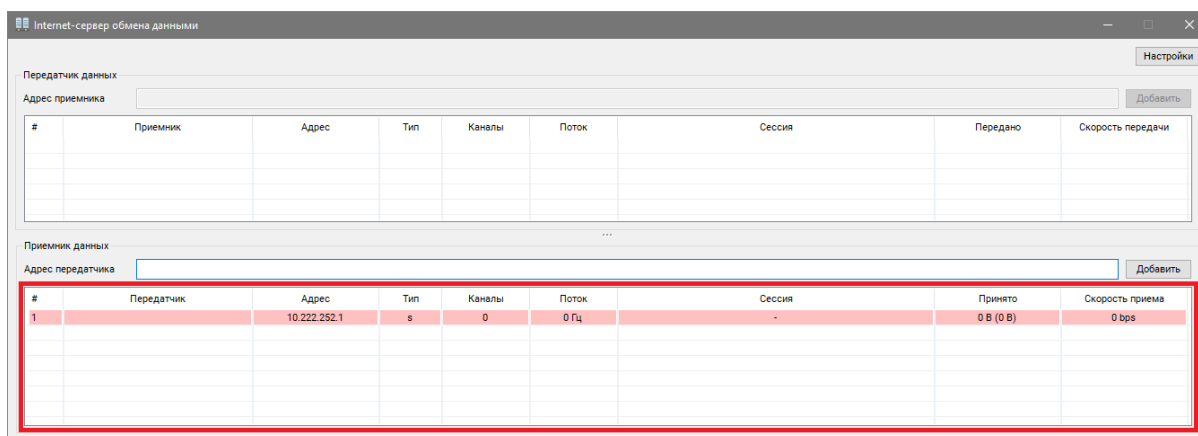 Internet-сервер обмена данными
Настройки
Передатчик данных
Адрес приемника Добавить
# Приемник Адрес Тип Каналы Поток Сессия Передано Скорость передачи
Приемник данных
Адрес передатчика Добавить
# Передатчик Адрес Тип Каналы Поток Сессия Принято Скорость приема
1 10.222.252.1 s 0 0 Гц - 0 B (0 B) 0 bps